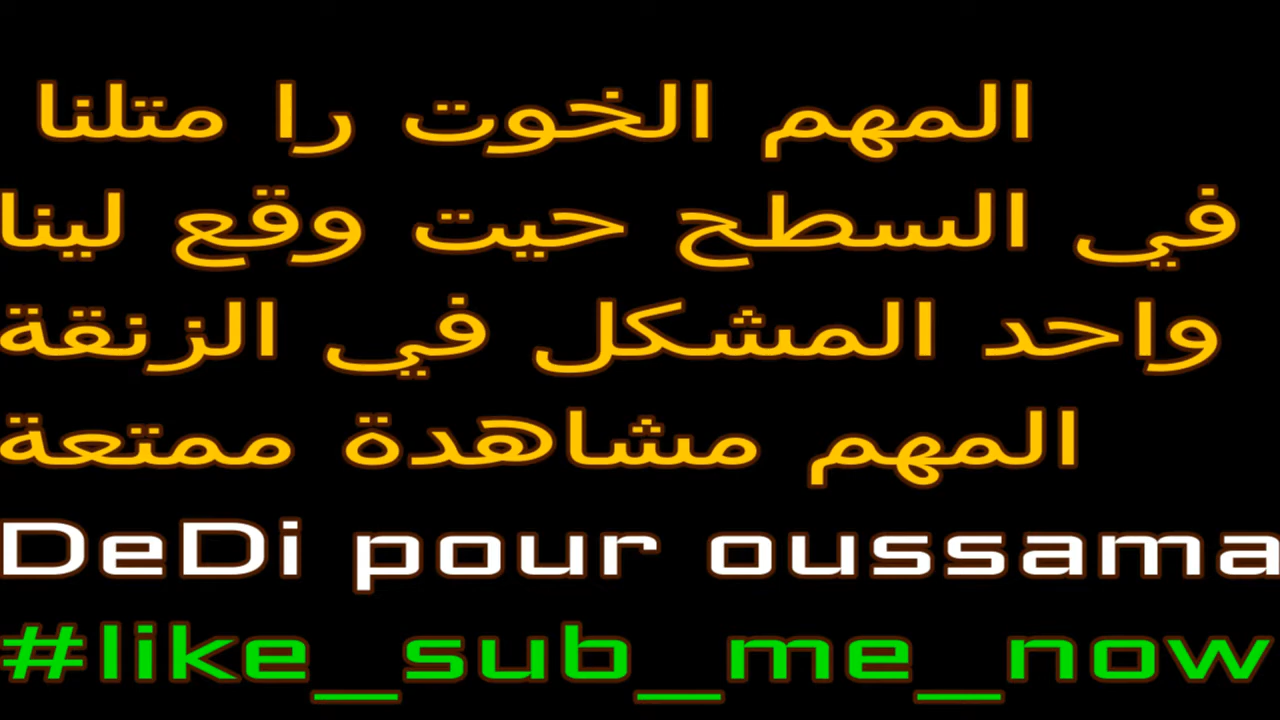 المهم الخوت را متلنا
في السطح حيت وقع لينا
واحد المشكل في الزنقة
المهم مشاهدة ممتعة
DeDi pour oussama
#like_sub_me_now